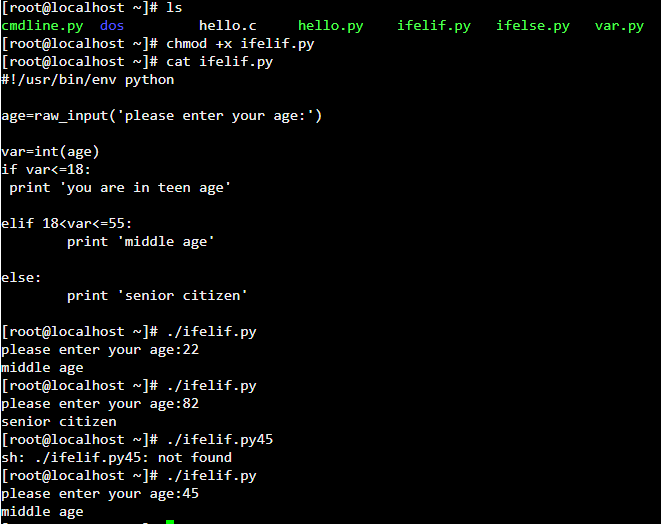 [root@localhost ~]# ls
cmdline.py  dos         hello.c     hello.py    ifelif.py   ifelse.py   var.py
[root@localhost ~]# chmod +x ifelif.py
[root@localhost ~]# cat ifelif.py
#!/usr/bin/env python

age=raw_input('please enter your age:')

var=int(age)
if var<=18:
 print 'you are in teen age'

elif 18<var<=55:
        print 'middle age'

else:
        print 'senior citizen'

[root@localhost ~]# ./ifelif.py
please enter your age:22
middle age
[root@localhost ~]# ./ifelif.py
please enter your age:82
senior citizen
[root@localhost ~]# ./ifelif.py45
sh: ./ifelif.py45: not found
[root@localhost ~]# ./ifelif.py
please enter your age:45
middle age